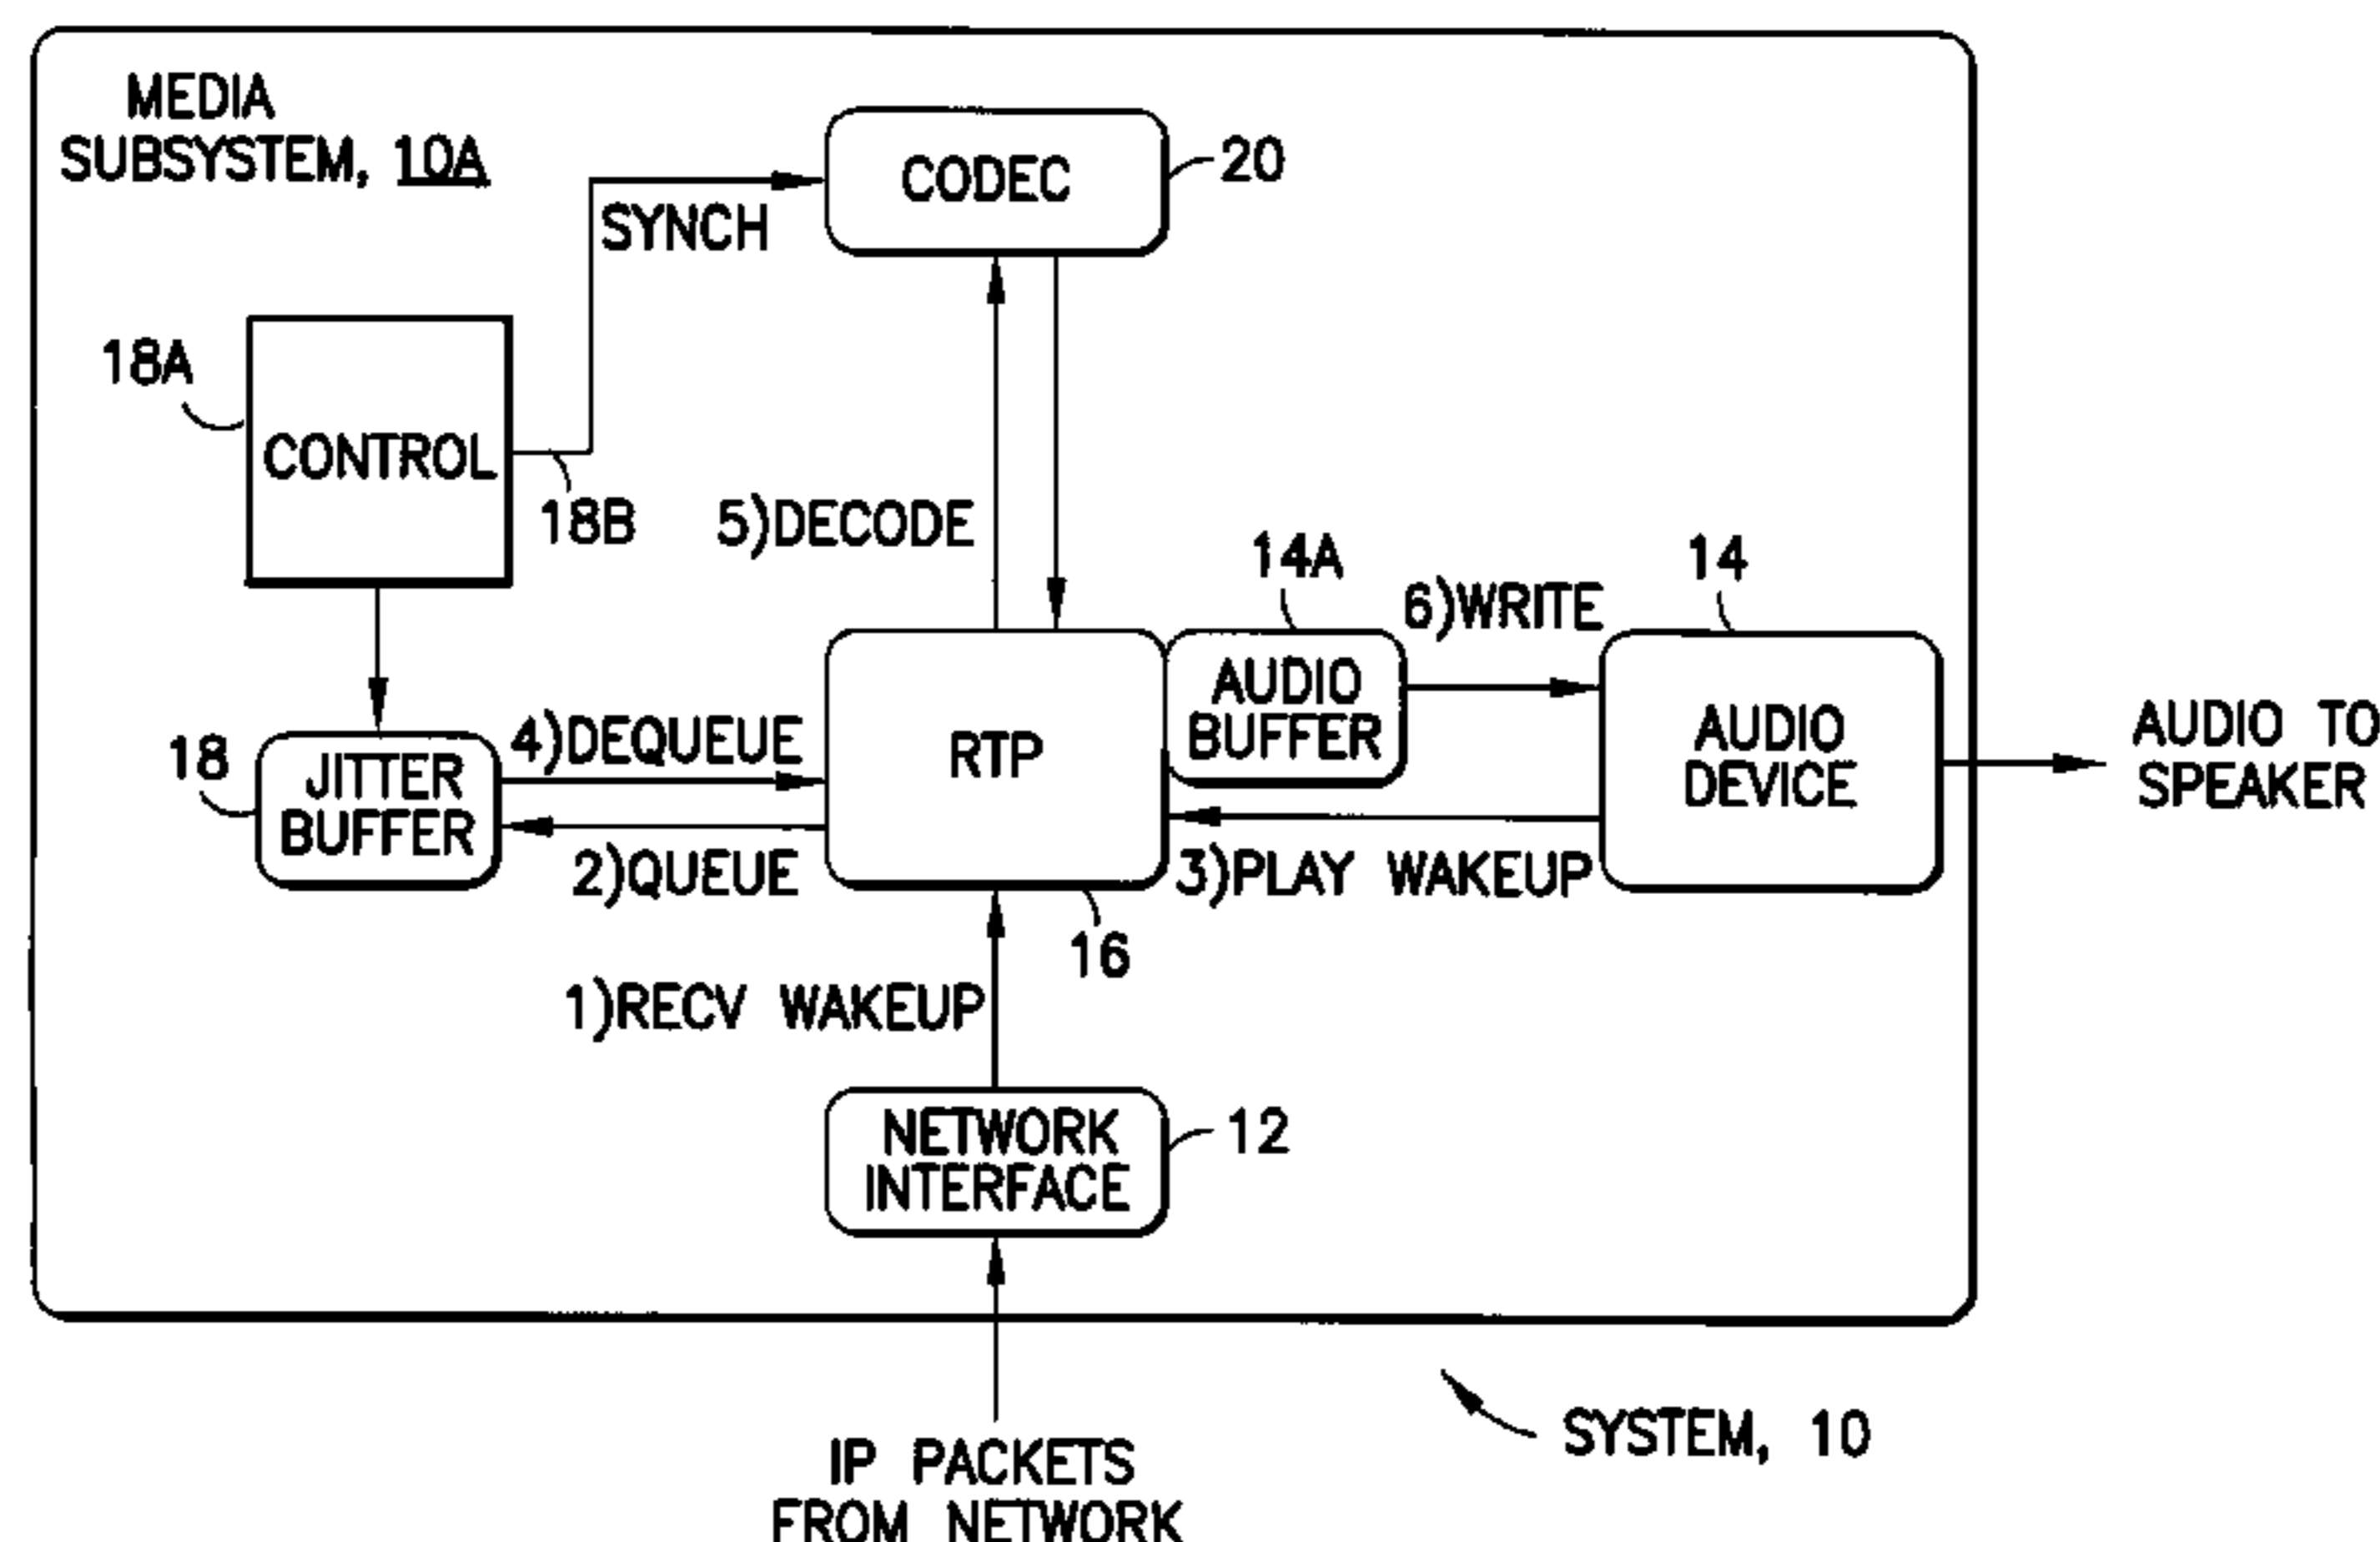 MEDIA
SUBSYSTEM, 10A
CODEC
20
SYNCH
18A
CONTROL
18B
5)DECODE
14A
6)WRITE
14
AUDIO
BUFFER
18
JITTER
BUFFER
4)DEQUEUE
RTP
AUDIO
DEVICE
AUDIO TO
SPEAKER
2)QUEUE
3)PLAY WAKEUP
16
1)RECV WAKEUP
NETWORK
INTERFACE
12
SYSTEM, 10
IP PACKETS
FROM NETWORK